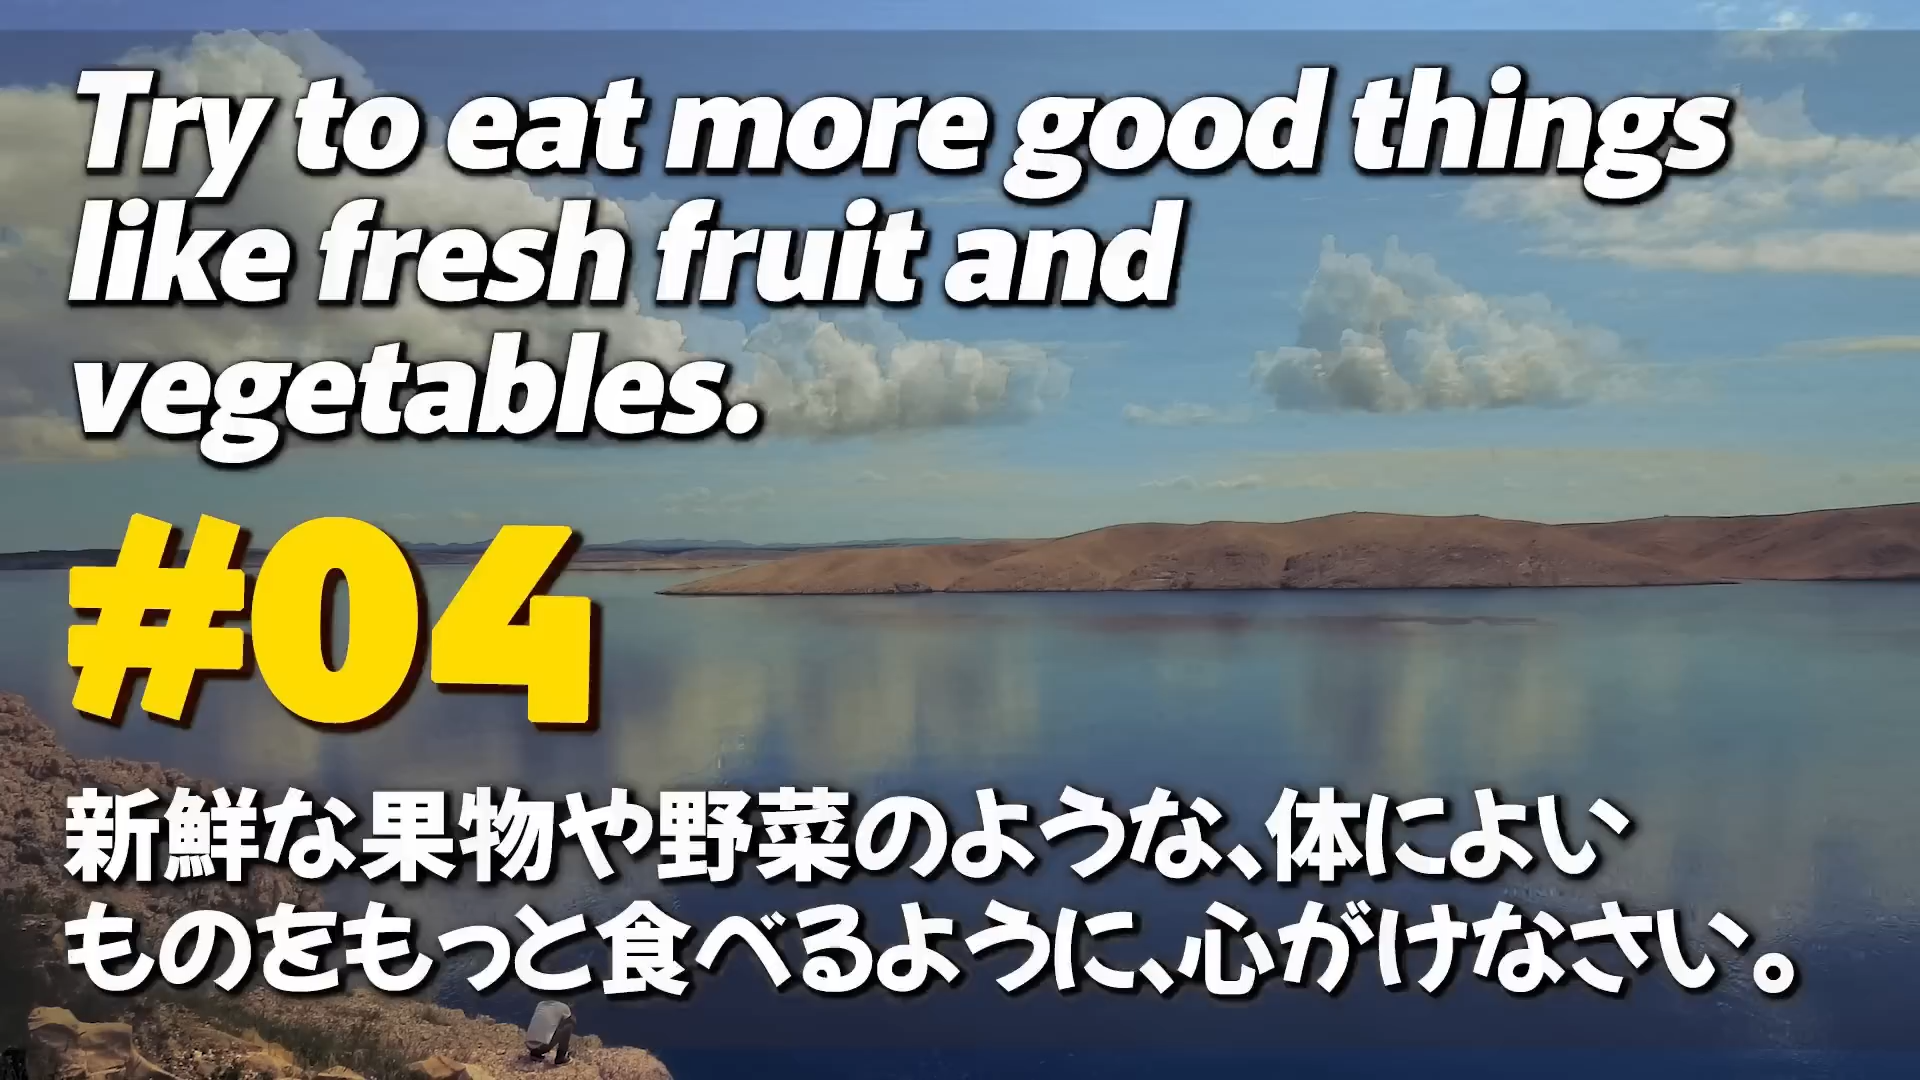 Try to eat more good things
like fresh fruit and
vegetables.
#04
新鮮な果物や野菜のような、体によい
ものをもっと食べるように、心がけなさい。